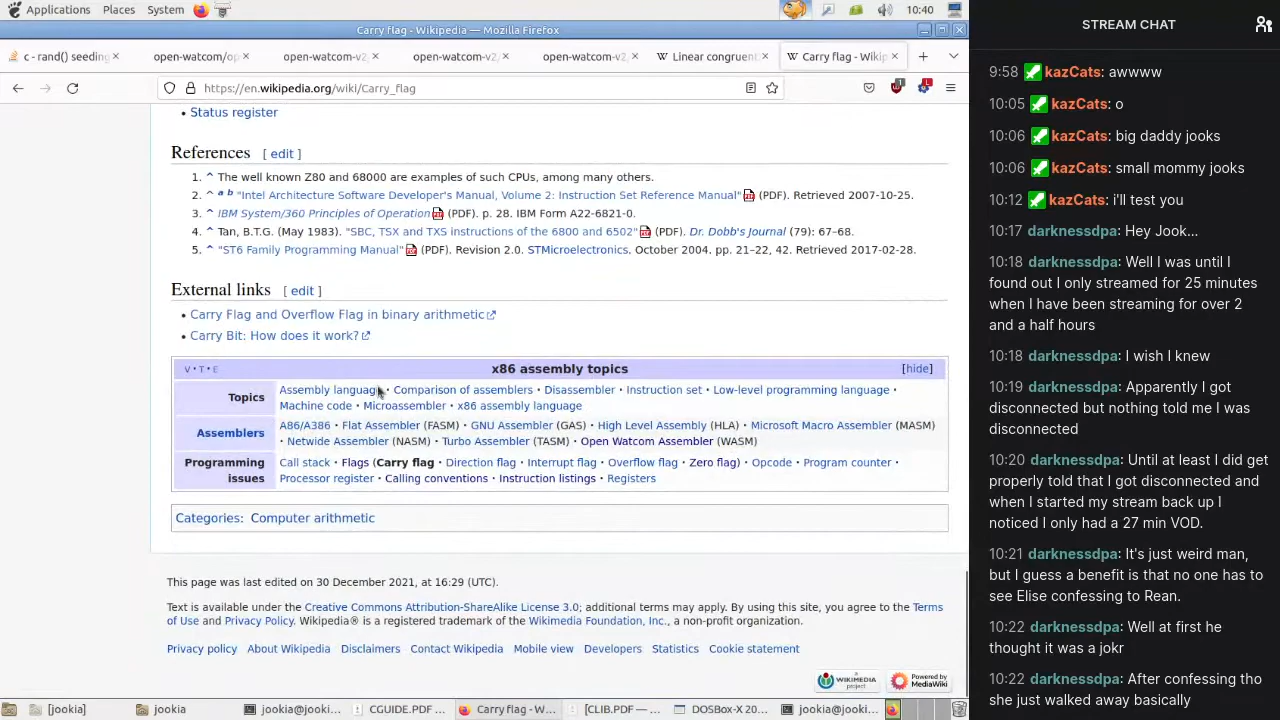 Applications Places System 10:40
Carry flag - Wikipedia — Mozilla Firefox
c - rand() seeding
open-watcom/op
open-watcom-v2
open-watcom-v2
open-watcom-v2
Linear congruent
Carry flag - Wikip
https://en.wikipedia.org/wiki/Carry_flag
• Status register
References [ edit ]
1. ^ The well known Z80 and 68000 are examples of such CPUs, among many others.
2. ^ a b "Intel Architecture Software Developer's Manual, Volume 2: Instruction Set Reference Manual" (PDF). Retrieved 2007-10-25.
3. ^ IBM System/360 Principles of Operation (PDF). p. 28. IBM Form A22-6821-0.
4. ^ Tan, B.T.G. (May 1983). "SBC, TSX and TXS instructions of the 6800 and 6502" (PDF). Dr. Dobb's Journal (79): 67–68.
5. ^ "ST6 Family Programming Manual" (PDF). Revision 2.0. STMicroelectronics. October 2004, pp. 21–22, 42. Retrieved 2017-02-28.
External links [ edit ]
• Carry Flag and Overflow Flag in binary arithmetic
• Carry Bit: How does it work?
V · T · E x86 assembly topics [hide]
Topics
Assembly language · Comparison of assemblers · Disassembler · Instruction set · Low-level programming language ·
Machine code · Microassembler · x86 assembly language
Assemblers
A86/A386 · Flat Assembler (FASM) · GNU Assembler (GAS) · High Level Assembly (HLA) · Microsoft Macro Assembler (MASM)
· Netwide Assembler (NASM) · Turbo Assembler (TASM) · Open Watcom Assembler (WASM)
Programming
issues
Call stack · Flags (Carry flag · Direction flag · Interrupt flag · Overflow flag · Zero flag) · Opcode · Program counter ·
Processor register · Calling conventions · Instruction listings · Registers
Categories: Computer arithmetic
This page was last edited on 30 December 2021, at 16:29 (UTC).
Text is available under the Creative Commons Attribution-ShareAlike License 3.0; additional terms may apply. By using this site, you agree to the Terms
of Use and Privacy Policy. Wikipedia® is a registered trademark of the Wikimedia Foundation, Inc., a non-profit organization.
Privacy policy About Wikipedia Disclaimers Contact Wikipedia Mobile view Developers Statistics Cookie statement
A WIKIMEDIA project
Powered by MediaWiki
[jookia]
jookia
jookia@jooki...
CGUIDE.PDF ...
Carry flag - W...
[CLIB.PDF —...
DOSBox-X 20...
jookia@jooki...
STREAM CHAT
9:58 kazCats: awwww
10:05 kazCats: o
10:06 kazCats: big daddy jooks
10:06 kazCats: small mommy jooks
10:12 kazCats: i'll test you
10:17 darknessdpa: Hey Jook...
10:18 darknessdpa: Well I was until I
found out I only streamed for 25 minutes
when I have been streaming for over 2
and a half hours
10:18 darknessdpa: I wish I knew
10:19 darknessdpa: Apparently I got
disconnected but nothing told me I was
disconnected
10:20 darknessdpa: Until at least I did get
properly told that I got disconnected and
when I started my stream back up I
noticed I only had a 27 min VOD.
10:21 darknessdpa: It's just weird man,
but I guess a benefit is that no one has to
see Elise confessing to Rean.
10:22 darknessdpa: Well at first he
thought it was a jokr
10:22 darknessdpa: After confessing tho
she just walked away basically